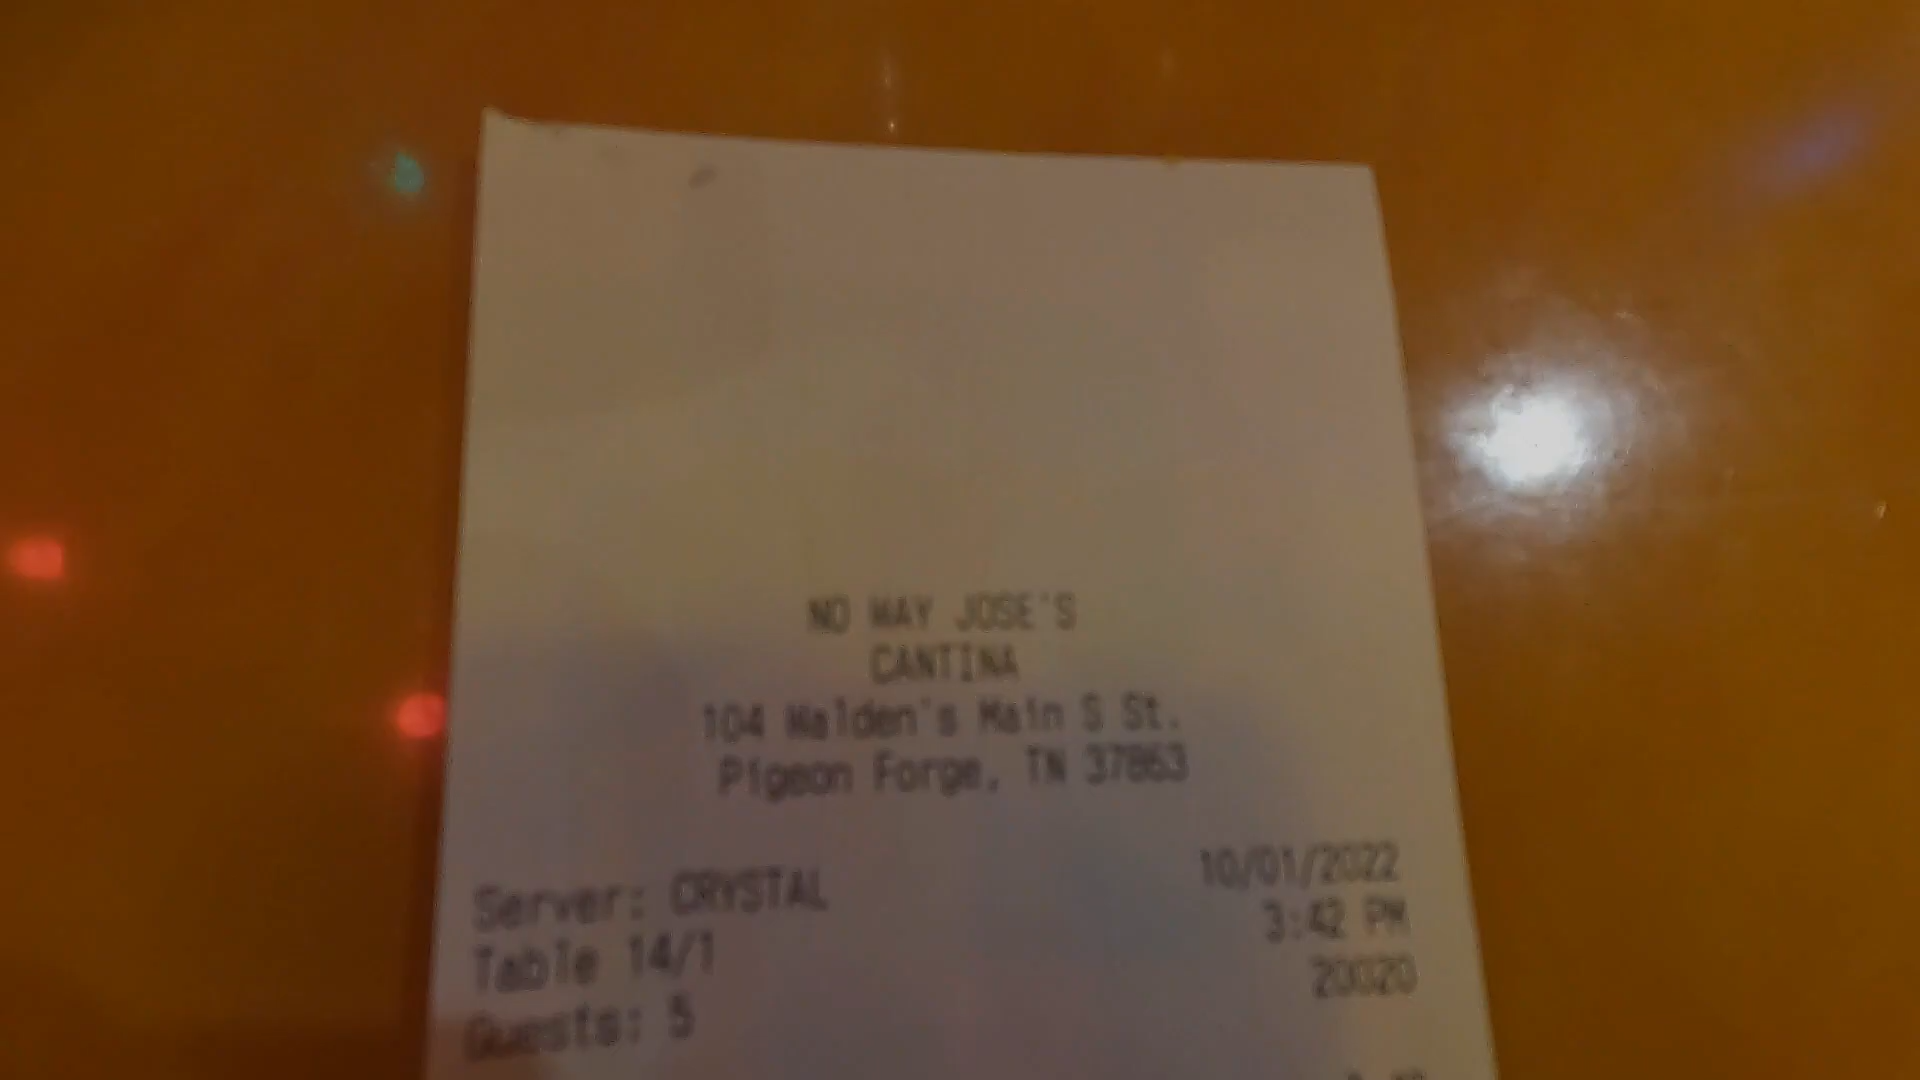 NO WAY JOSE'S
CANTINA
104 Walden's Main S St.
Pigeon Forge, TN 37863
Server: CRYSTAL 10/01/2022
Table 14/1 3:42 PM
Guests: 5 20020